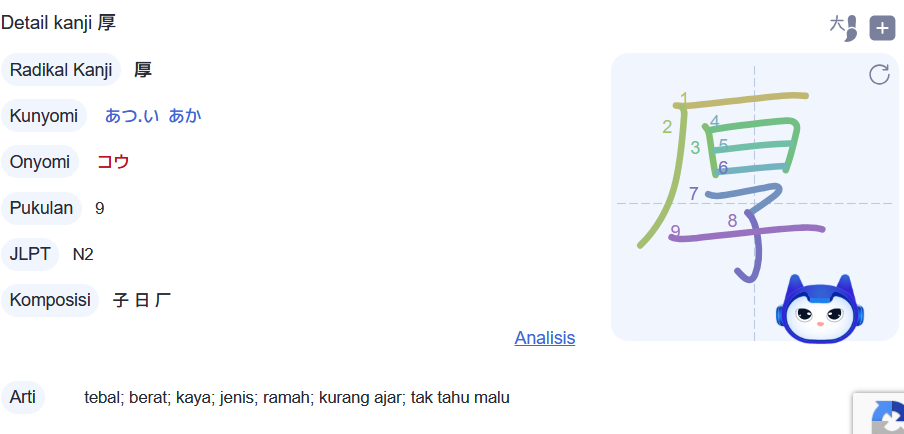 Detail kanji 厚
大
Radikal Kanji 厚
Kunyomi あつ.い あか
Onyomi コウ
Pukulan 9
JLPT N2
Komposisi 子 日 厂
Analisis
厚
1
2
3
4
5
6
7
8
9
Arti tebal; berat; kaya; jenis; ramah; kurang ajar; tak tahu malu